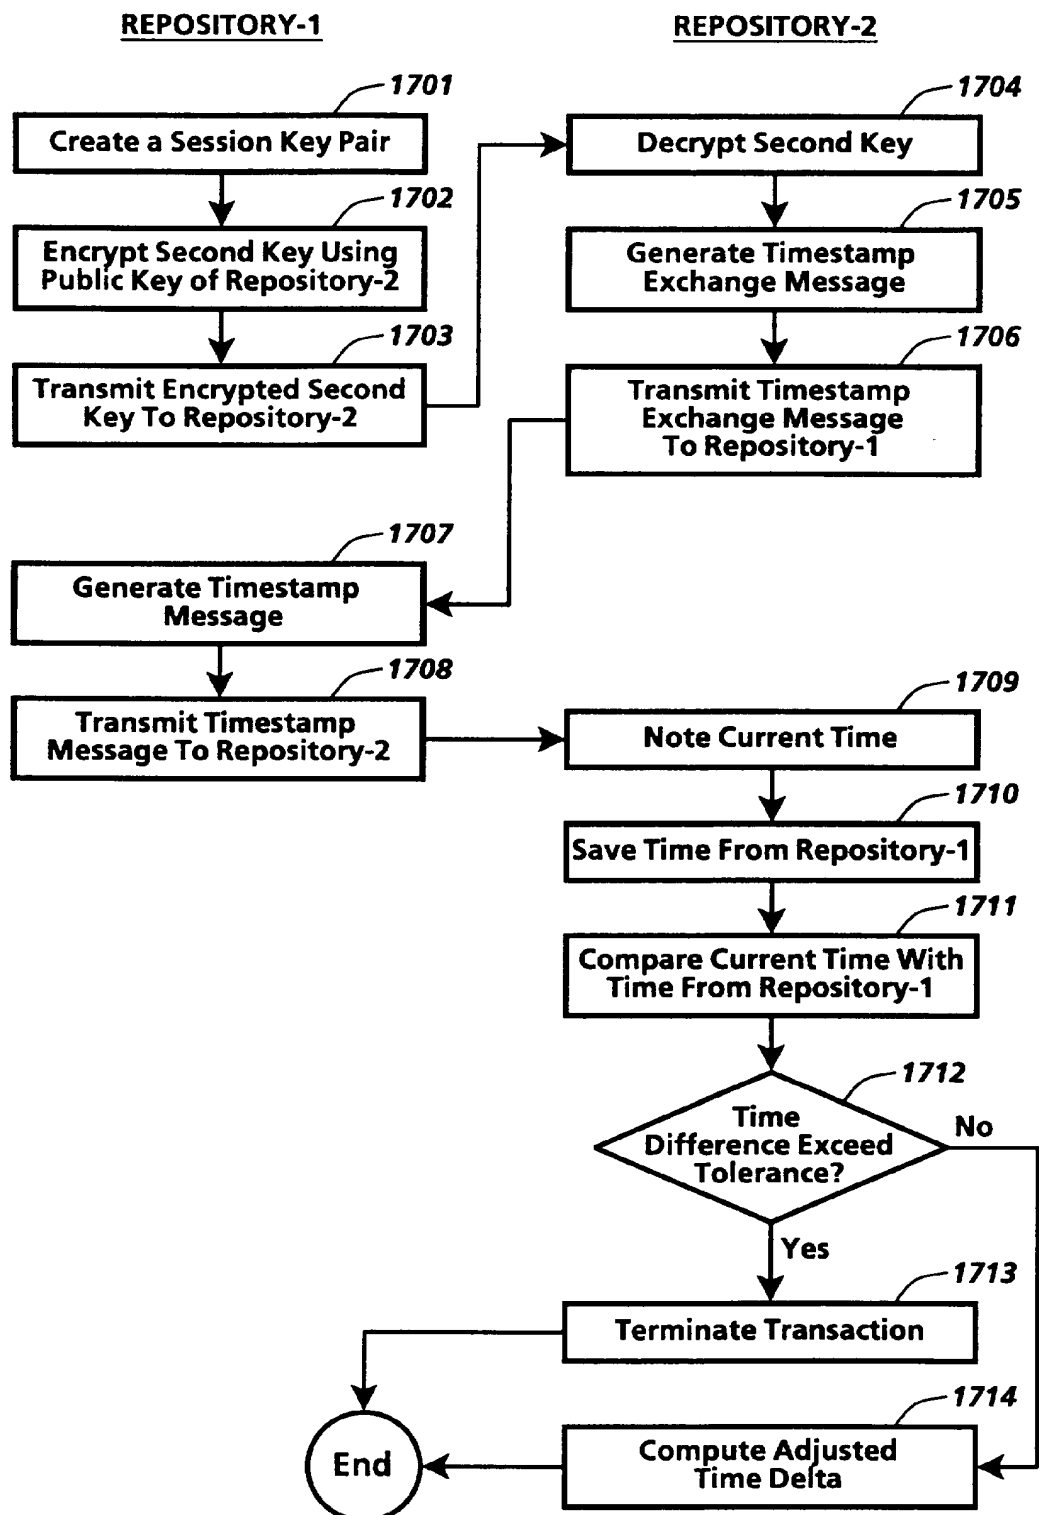 REPOSITORY-1
REPOSITORY-2
1701
Create a Session Key Pair
1702
Encrypt Second Key Using
Public Key of Repository-2
1703
Transmit Encrypted Second
Key To Repository-2
1704
Decrypt Second Key
1705
Generate Timestamp
Exchange Message
1706
Transmit Timestamp
Exchange Message
To Repository-1
1707
Generate Timestamp
Message
1708
Transmit Timestamp
Message To Repository-2
1709
Note Current Time
1710
Save Time From Repository-1
1711
Compare Current Time With
Time From Repository-1
1712
Time
Difference Exceed
Tolerance?
No
Yes
1713
Terminate Transaction
1714
Compute Adjusted
Time Delta
End